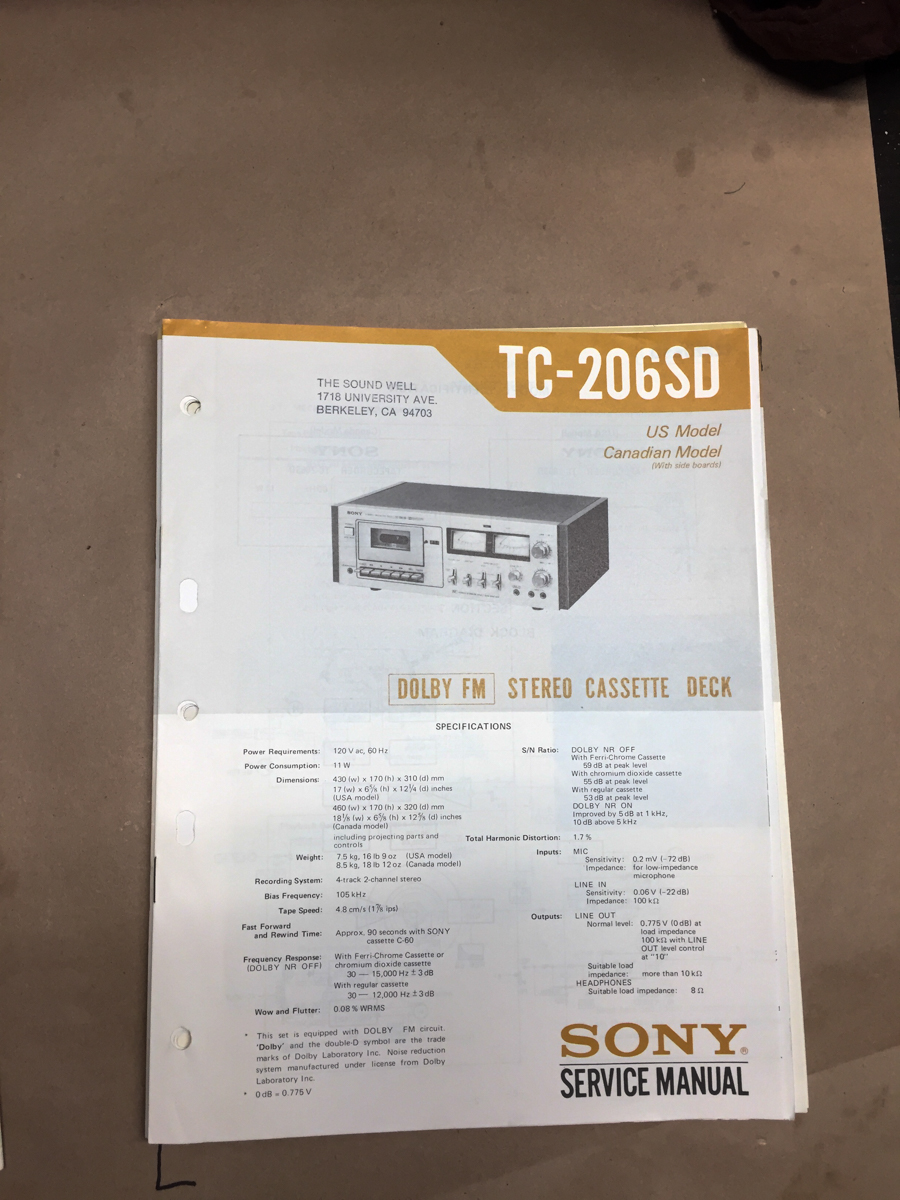 TC-206SD
THE SOUND WELL
1718 UNIVERSITY AVE.
BERKELEY, CA 94703
US Model
Canadian Model
(With side boards)
SONY
DOLBY FM STEREO CASSETTE DECK
SPECIFICATIONS
Power Requirements: 120 V ac, 60 Hz
Power Consumption: 11 W
Dimensions: 430 (w) x 170 (h) x 310 (d) mm
17 (w) x 6⅝ (h) x 12¼ (d) inches
(USA model)
460 (w) x 170 (h) x 320 (d) mm
18⅛ (w) x 6⅝ (h) x 12⅝ (d) inches
(Canada model)
including projecting parts and
controls
Weight: 7.5 kg, 16 lb 9 oz (USA model)
8.5 kg, 18 lb 12 oz (Canada model)
Recording System: 4-track 2-channel stereo
Bias Frequency: 105 kHz
Tape Speed: 4.8 cm/s (1⅞ ips)
Fast Forward
and Rewind Time: Approx. 90 seconds with SONY
cassette C-60
Frequency Response: With Ferri-Chrome Cassette or
(DOLBY NR OFF) chromium dioxide cassette
30 — 15,000 Hz ± 3 dB
With regular cassette
30 — 12,000 Hz ± 3 dB
Wow and Flutter: 0.08 % WRMS
* This set is equipped with DOLBY FM circuit.
"Dolby" and the double-D symbol are the trade
marks of Dolby Laboratory Inc. Noise reduction
system manufactured under license from Dolby
Laboratory Inc.
* 0 dB = 0.775 V
S/N Ratio: DOLBY NR OFF
With Ferri-Chrome Cassette
59 dB at peak level
With chromium dioxide cassette
55 dB at peak level
With regular cassette
53 dB at peak level
DOLBY NR ON
Improved by 5 dB at 1 kHz,
10 dB above 5 kHz
Total Harmonic Distortion: 1.7 %
Inputs: MIC
Sensitivity: 0.2 mV (−72 dB)
Impedance: for low-impedance
microphone
LINE IN
Sensitivity: 0.06 V (−22 dB)
Impedance: 100 kΩ
Outputs: LINE OUT
Normal level: 0.775 V (0 dB) at
load impedance
100 kΩ with LINE
OUT level control
at "10"
Suitable load
impedance: more than 10 kΩ
HEADPHONES
Suitable load impedance: 8 Ω
SONY®
SERVICE MANUAL